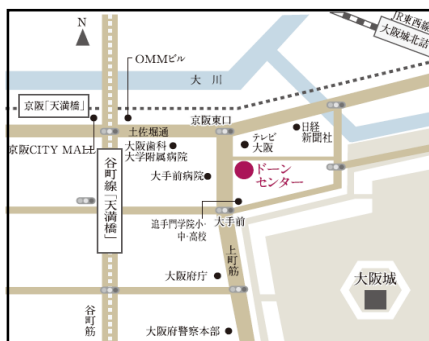 N
JR東西線
大阪城北詰
OMMビル
大 川
京阪「天満橋」
京阪東口
土佐堀通
日経
新聞社
テレビ
大阪
京阪CITY MALL
大阪歯科
大学附属病院
谷町線「天満橋」
大手前病院
ドーン
センター
追手門学院小・
中・高校
大手前
上町筋
大阪府庁
大阪城
谷町筋
大阪府警察本部